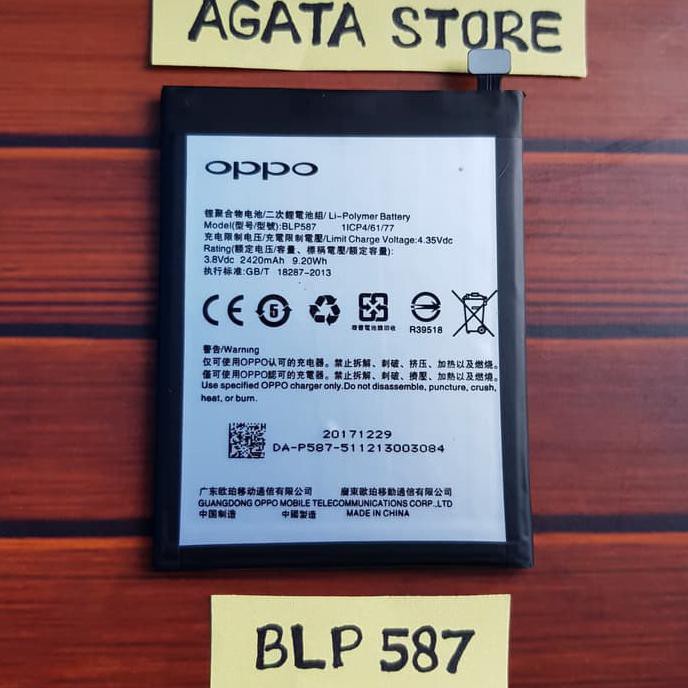 AGATA STORE
oppo
锂聚合物电池/二次鋰電池組/ Li-Polymer Battery
Model(型号/型號):BLP587 1ICP4/61/77
充电限制电压/充電限制電壓/Limit Charge Voltage:4.35Vdc
Rating(额定电压/容量、標稱電壓/額定容量):
3.8Vdc 2420mAh 9.20Wh
执行标准:GB/T 18287-2013
CE 5
廢電池請回收 R39518
警告/Warning
仅可使用OPPO认可的充电器。禁止拆解、刺破、挤压、加热以及燃烧。
僅可使用OPPO認可的充電器。禁止拆解、刺破、擠壓、加熱以及燃燒。
Use specified OPPO charger only.Do not disassemble, puncture, crush,
heat, or burn.
20171229
DA-P587-511213003084
广东欧珀移动通信有限公司 廣東歐珀移動通信有限公司
GUANGDONG OPPO MOBILE TELECOMMUNICATIONS CORP.,LTD
中国制造 中國製造 MADE IN CHINA
BLP 587